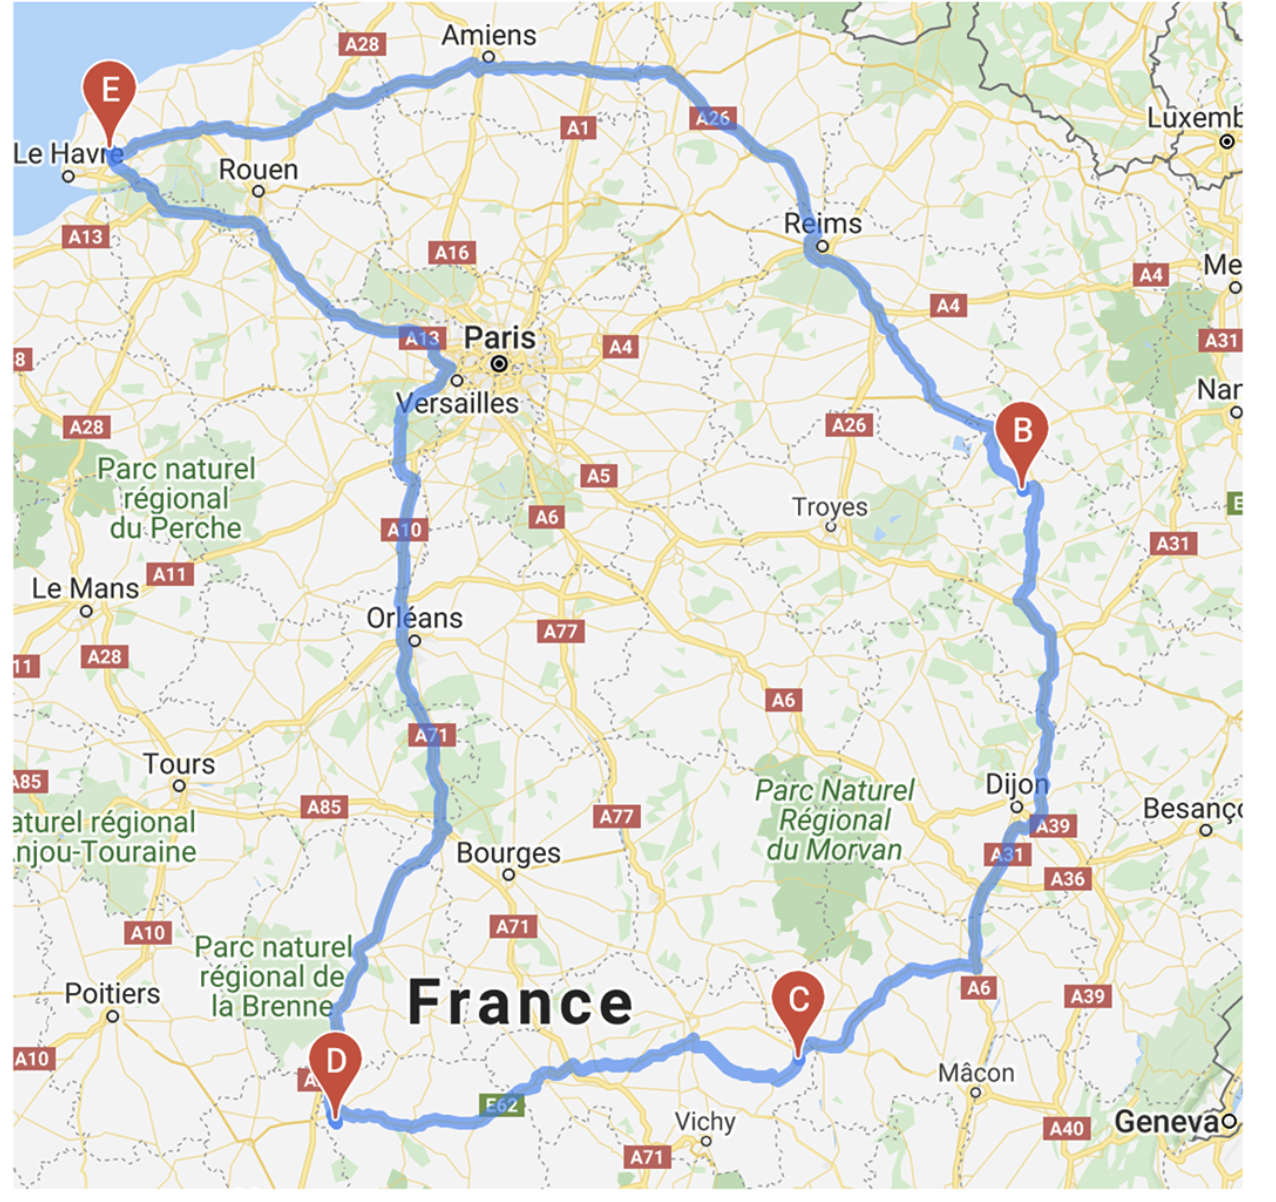 Amiens
A28
E
Luxemb
A26
A1
Le Havre
Rouen
Reims
A13
A16
Me
A4
A4
Paris
A13
A4
A31
8
Versailles
Nar
A28
A26
B
Parc naturel
régional
du Perche
A5
Troyes
E
A6
A10
A31
A11
Le Mans
Orléans
A77
11
A28
A6
A71
Tours
Dijon
A85
Parc Naturel
Régional
du Morvan
A85
A77
Besanço
aturel régional
njou-Touraine
A39
Bourges
A31
A36
A10
A71
Parc naturel
régional de
la Brenne
Poitiers
France
C
A6
A39
A10
D
A
Mâcon
E62
Vichy
A40
Geneva
A71